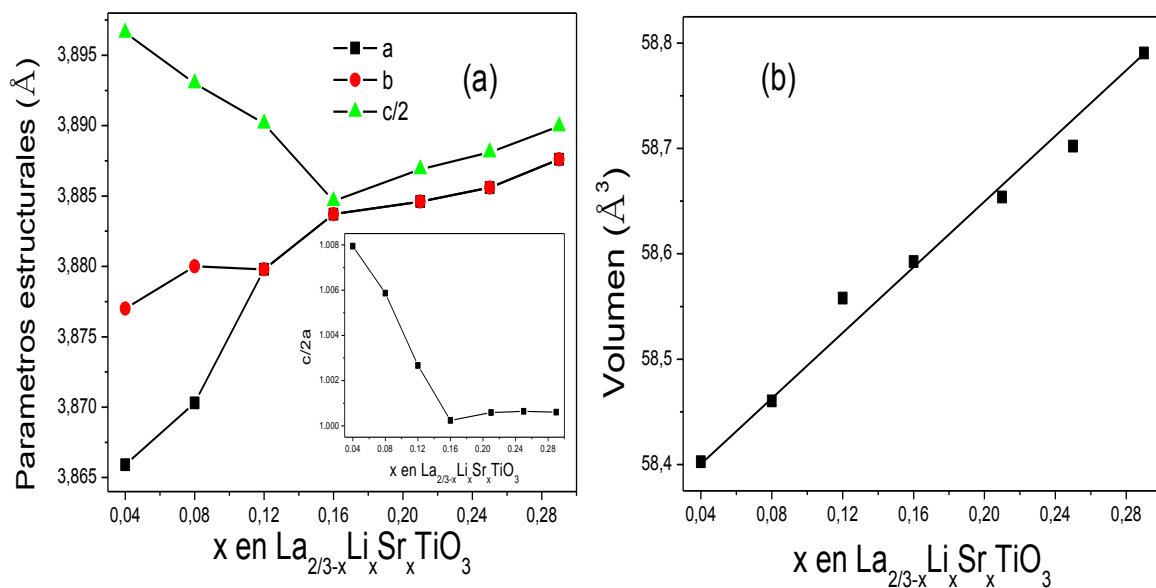 3,895
3,890
3,885
3,880
3,875
3,870
3,865
Parametros estructurales (Å)
a
b
c/2
(a)
0,04 0,08 0,12 0,16 0,20 0,24 0,28
x en La2/3-xLixSrxTiO3
1.008
1.006
1.004
1.002
1.000
c/2a
0.04 0.08 0.12 0.16 0.20 0.24 0.28
x en La2/3-xLixSrxTiO3
58,8
58,7
58,6
58,5
58,4
Volumen (Å3)
(b)
0,04 0,08 0,12 0,16 0,20 0,24 0,28
x en La2/3-xLixSrxTiO3